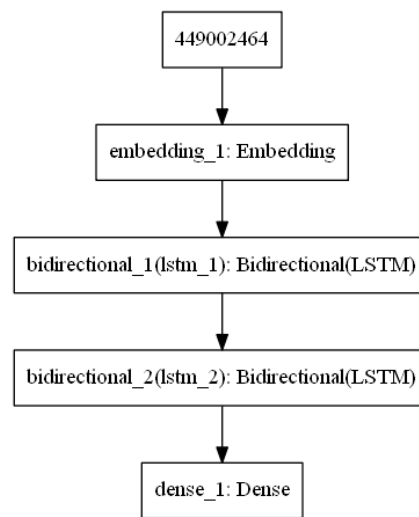 449002464
embedding_1: Embedding
bidirectional_1(lstm_1): Bidirectional(LSTM)
bidirectional_2(lstm_2): Bidirectional(LSTM)
dense_1: Dense